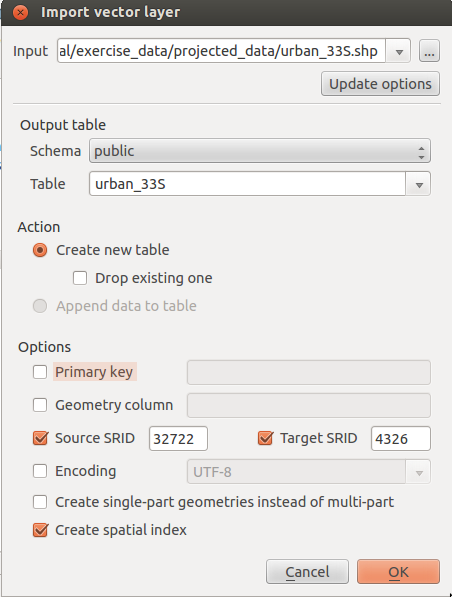 Import vector layer
Input al/exercise_data/projected_data/urban_33S.shp ...
Update options
Output table
Schema public
Table urban_33S
Action
Create new table
Drop existing one
Append data to table
Options
Primary key
Geometry column
Source SRID 32722 Target SRID 4326
Encoding UTF-8
Create single-part geometries instead of multi-part
Create spatial index
Cancel OK